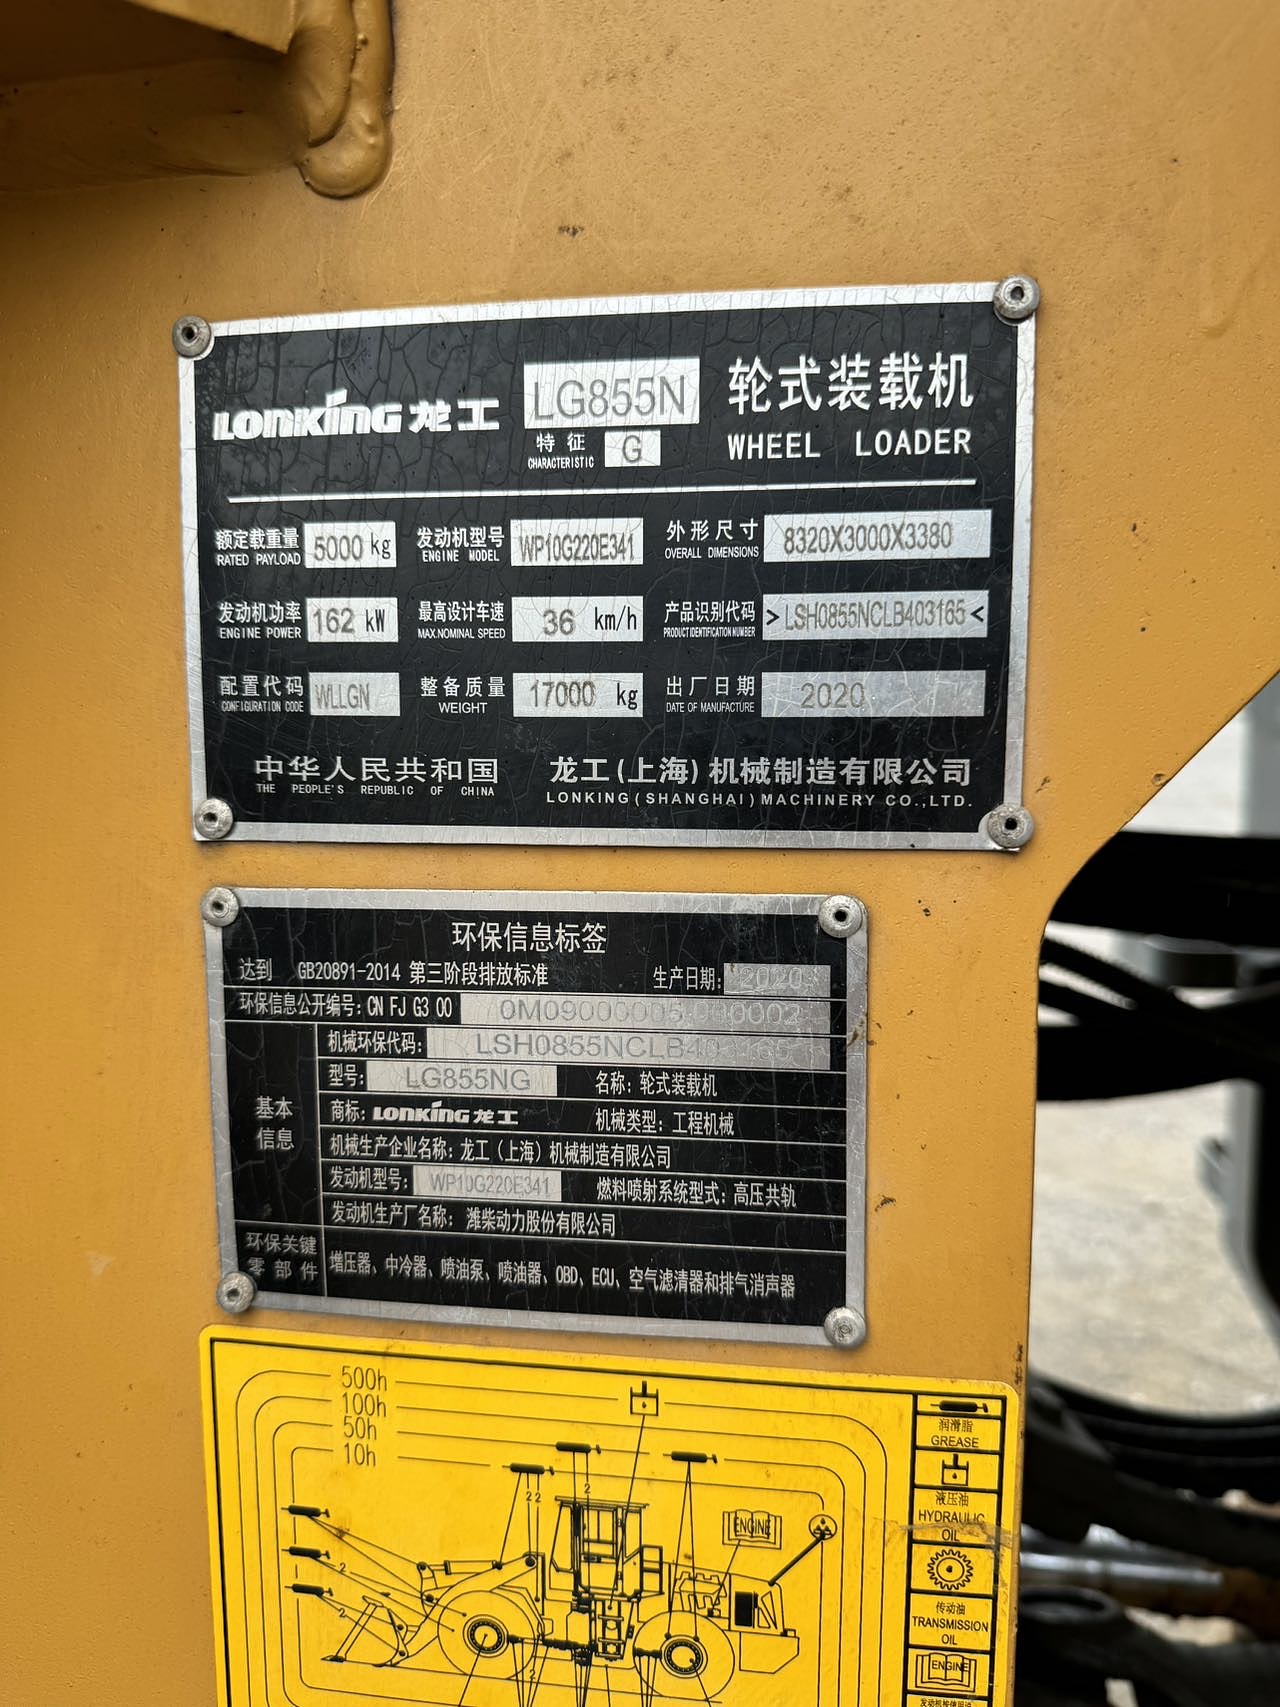 LONKING 龙工 LG855N 轮式装载机
特征 G WHEEL LOADER
CHARACTERISTIC
额定载重量 5000 kg 发动机型号 WP10G220E341 外形尺寸 8320X3000X3380
RATED PAYLOAD ENGINE MODEL OVERALL DIMENSIONS
发动机功率 162 kW 最高设计车速 36 km/h 产品识别代码 >LSH0855NCLB403165<
ENGINE POWER MAX.NOMINAL SPEED PRODUCT IDENTIFICATION NUMBER
配置代码 WLLGN 整备质量 17000 kg 出厂日期 2020
CONFIGURATION CODE WEIGHT DATE OF MANUFACTURE
中华人民共和国 龙工(上海)机械制造有限公司
THE PEOPLE'S REPUBLIC OF CHINA LONKING(SHANGHAI)MACHINERY CO.,LTD.
环保信息标签
达到 GB20891-2014 第三阶段排放标准 生产日期:
环保信息公开编号: CN FJ G3 00
机械环保代码: LSH0855NCLB403165
型号: LG855NG 名称: 轮式装载机
基本信息
商标: LONKING 龙工 机械类型: 工程机械
机械生产企业名称: 龙工(上海)机械制造有限公司
发动机型号: WP10G220E341 燃料喷射系统型式: 高压共轨
发动机生产厂名称: 潍柴动力股份有限公司
环保关键零部件 增压器、中冷器、喷油泵、喷油器、OBD、ECU、空气滤清器和排气消声器
500h
100h
50h
10h
润滑脂
GREASE
液压油
HYDRAULIC
OIL
传动油
TRANSMISSION
OIL
ENGINE
ENGINE
2
2 2
2
2
2